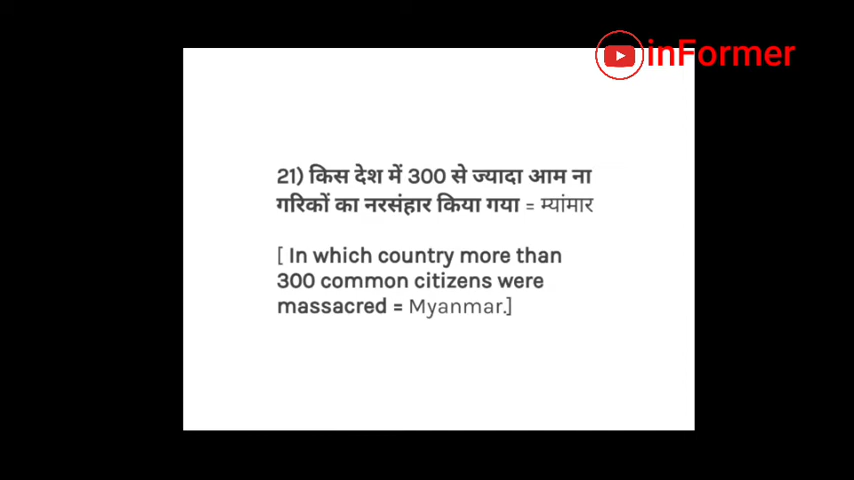 inFormer
21) किस देश में 300 से ज्यादा आम ना
गरिकों का नरसंहार किया गया = म्यांमार
[ In which country more than
300 common citizens were
massacred = Myanmar.]